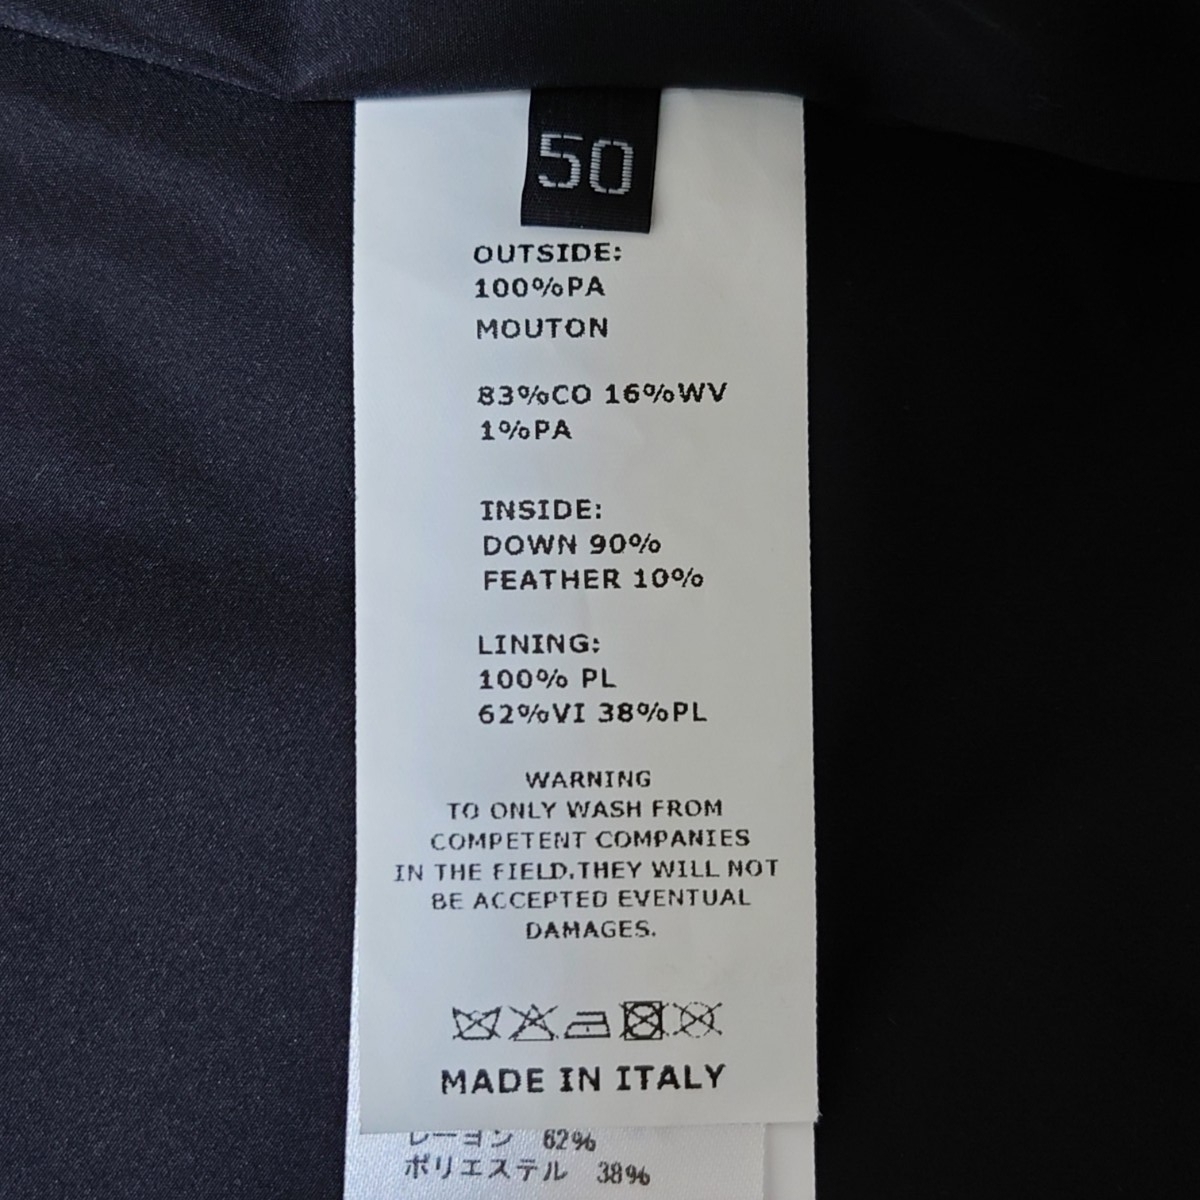 50
OUTSIDE:
100%PA
MOUTON
83%CO 16%WV
1%PA
INSIDE:
DOWN 90%
FEATHER 10%
LINING:
100% PL
62%VI 38%PL
WARNING
TO ONLY WASH FROM
COMPETENT COMPANIES
IN THE FIELD.THEY WILL NOT
BE ACCEPTED EVENTUAL
DAMAGES.
MADE IN ITALY
レーヨン 62%
ポリエステル 38%